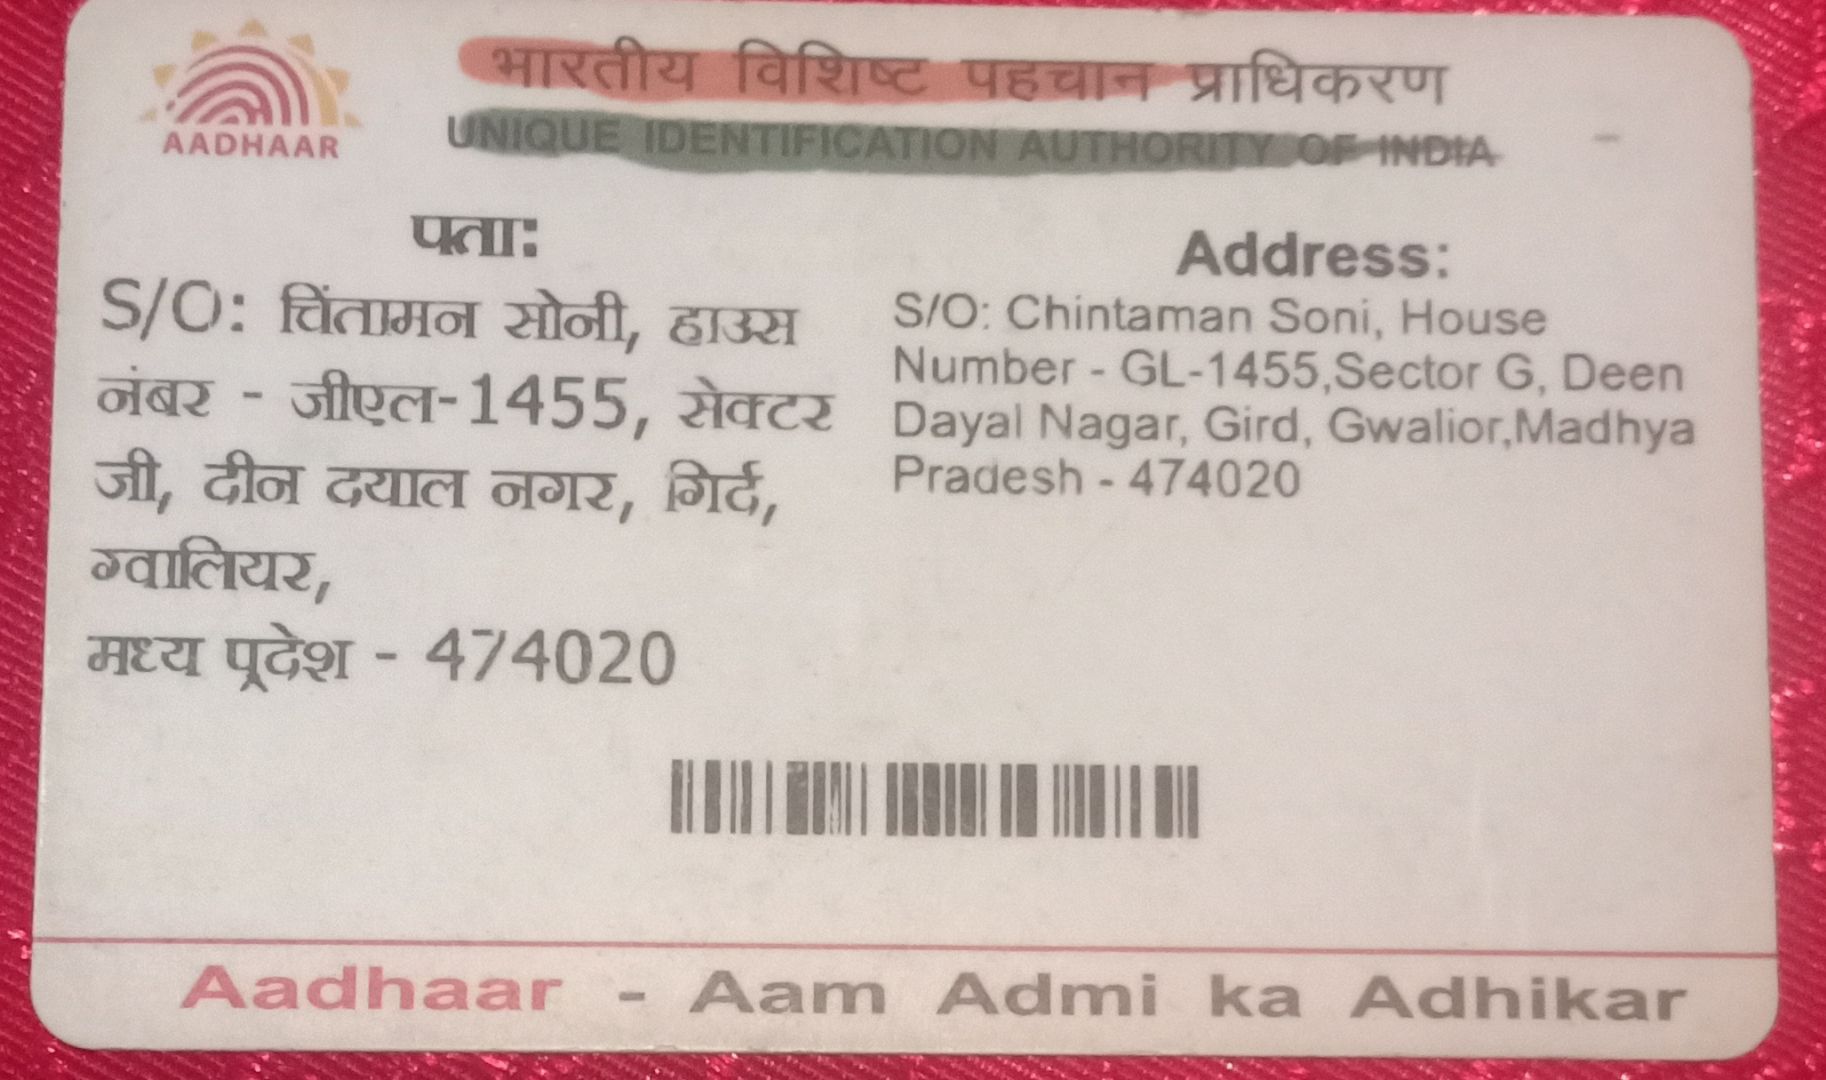 AADHAAR
भारतीय विशिष्ट पहचान प्राधिकरण
UNIQUE IDENTIFICATION AUTHORITY OF INDIA
पता:
S/O: चिंतामन सोनी, हाउस
नंबर - जीएल-1455, सेक्टर
जी, दीन दयाल नगर, गिर्द,
ग्वालियर,
मध्य प्रदेश - 474020
Address:
S/O: Chintaman Soni, House
Number - GL-1455,Sector G, Deen
Dayal Nagar, Gird, Gwalior,Madhya
Pradesh - 474020
Aadhaar - Aam Admi ka Adhikar